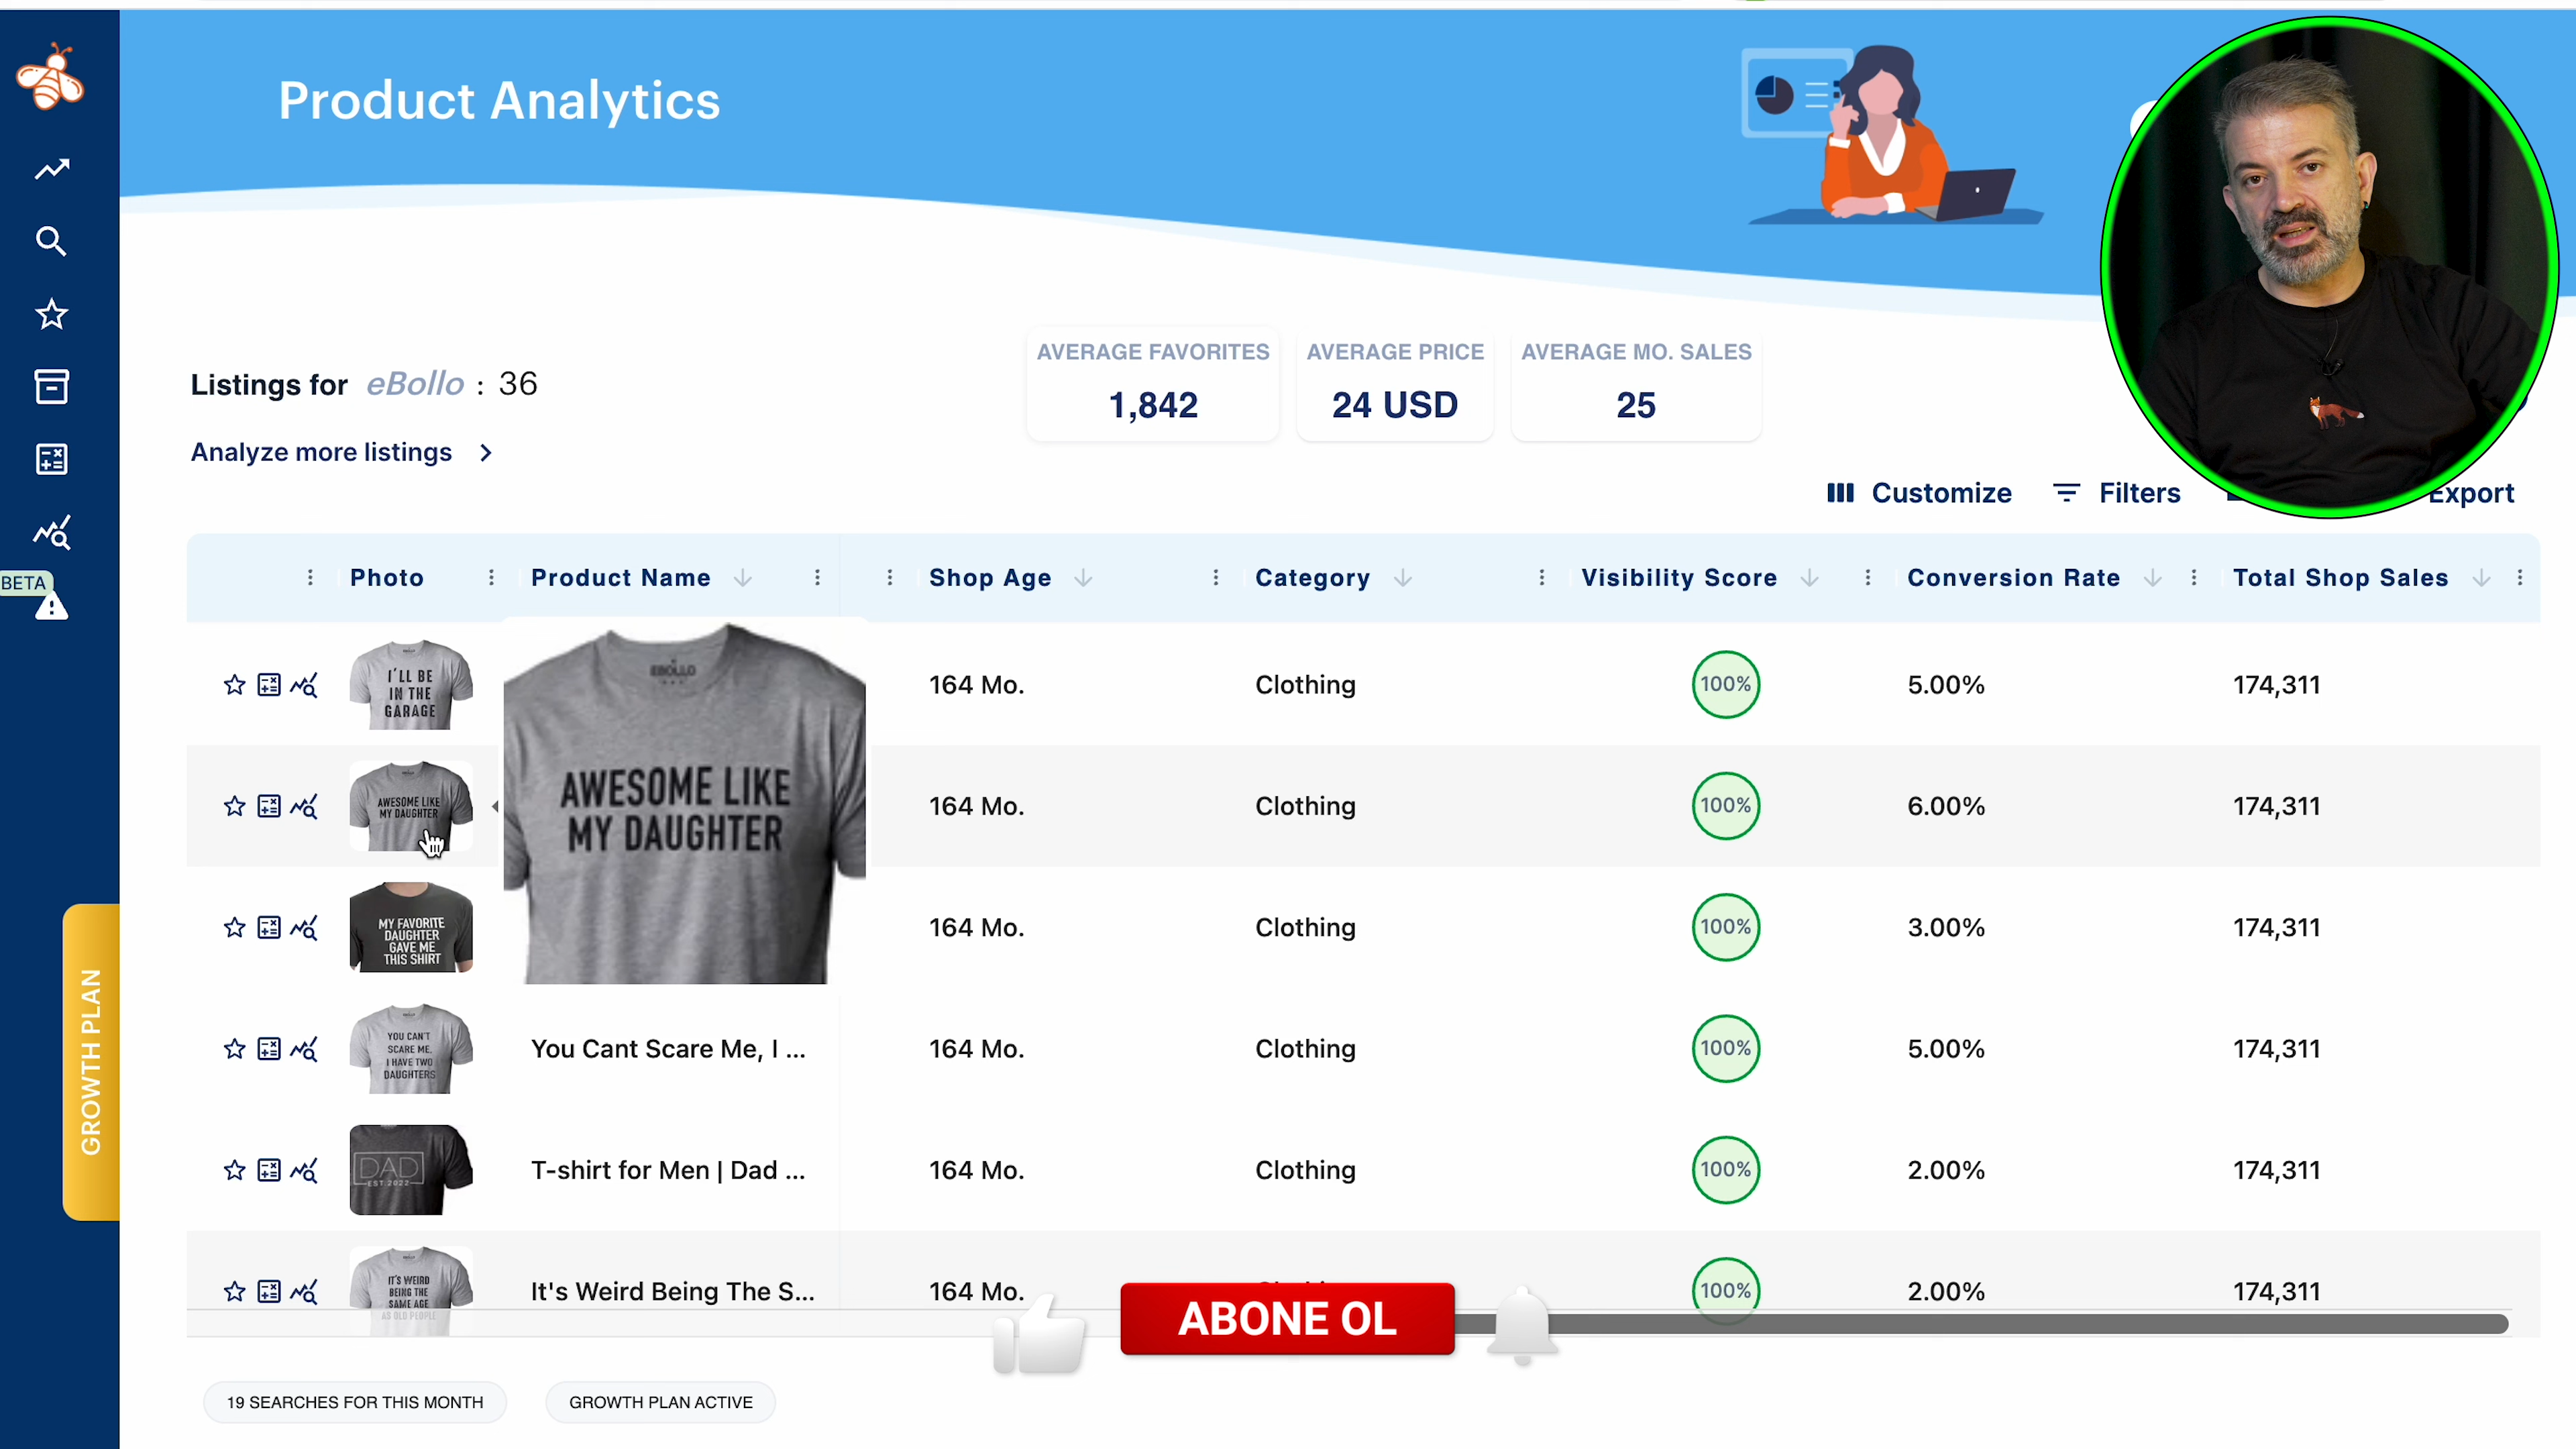 Product Analytics
Listings for eBollo : 36
Analyze more listings
AVERAGE FAVORITES
1,842
AVERAGE PRICE
24 USD
AVERAGE MO. SALES
25
Customize
Filters
Export
Photo
Product Name
Shop Age
Category
Visibility Score
Conversion Rate
Total Shop Sales
BETA
GROWTH PLAN
I'LL BE
IN THE
GARAGE
164 Mo.
Clothing
100%
5.00%
174,311
AWESOME LIKE
MY DAUGHTER
EBOLLO
AWESOME LIKE
MY DAUGHTER
164 Mo.
Clothing
100%
6.00%
174,311
MY FAVORITE
DAUGHTER
GAVE ME
THIS SHIRT
164 Mo.
Clothing
100%
3.00%
174,311
YOU CAN'T
SCARE ME,
I HAVE TWO
DAUGHTERS
You Cant Scare Me, I ...
164 Mo.
Clothing
100%
5.00%
174,311
DAD
EST.2022
T-shirt for Men | Dad ...
164 Mo.
Clothing
100%
2.00%
174,311
IT'S WEIRD
BEING THE
SAME AGE
AS OLD PEOPLE
It's Weird Being The S...
164 Mo.
100%
2.00%
174,311
ABONE OL
19 SEARCHES FOR THIS MONTH
GROWTH PLAN ACTIVE